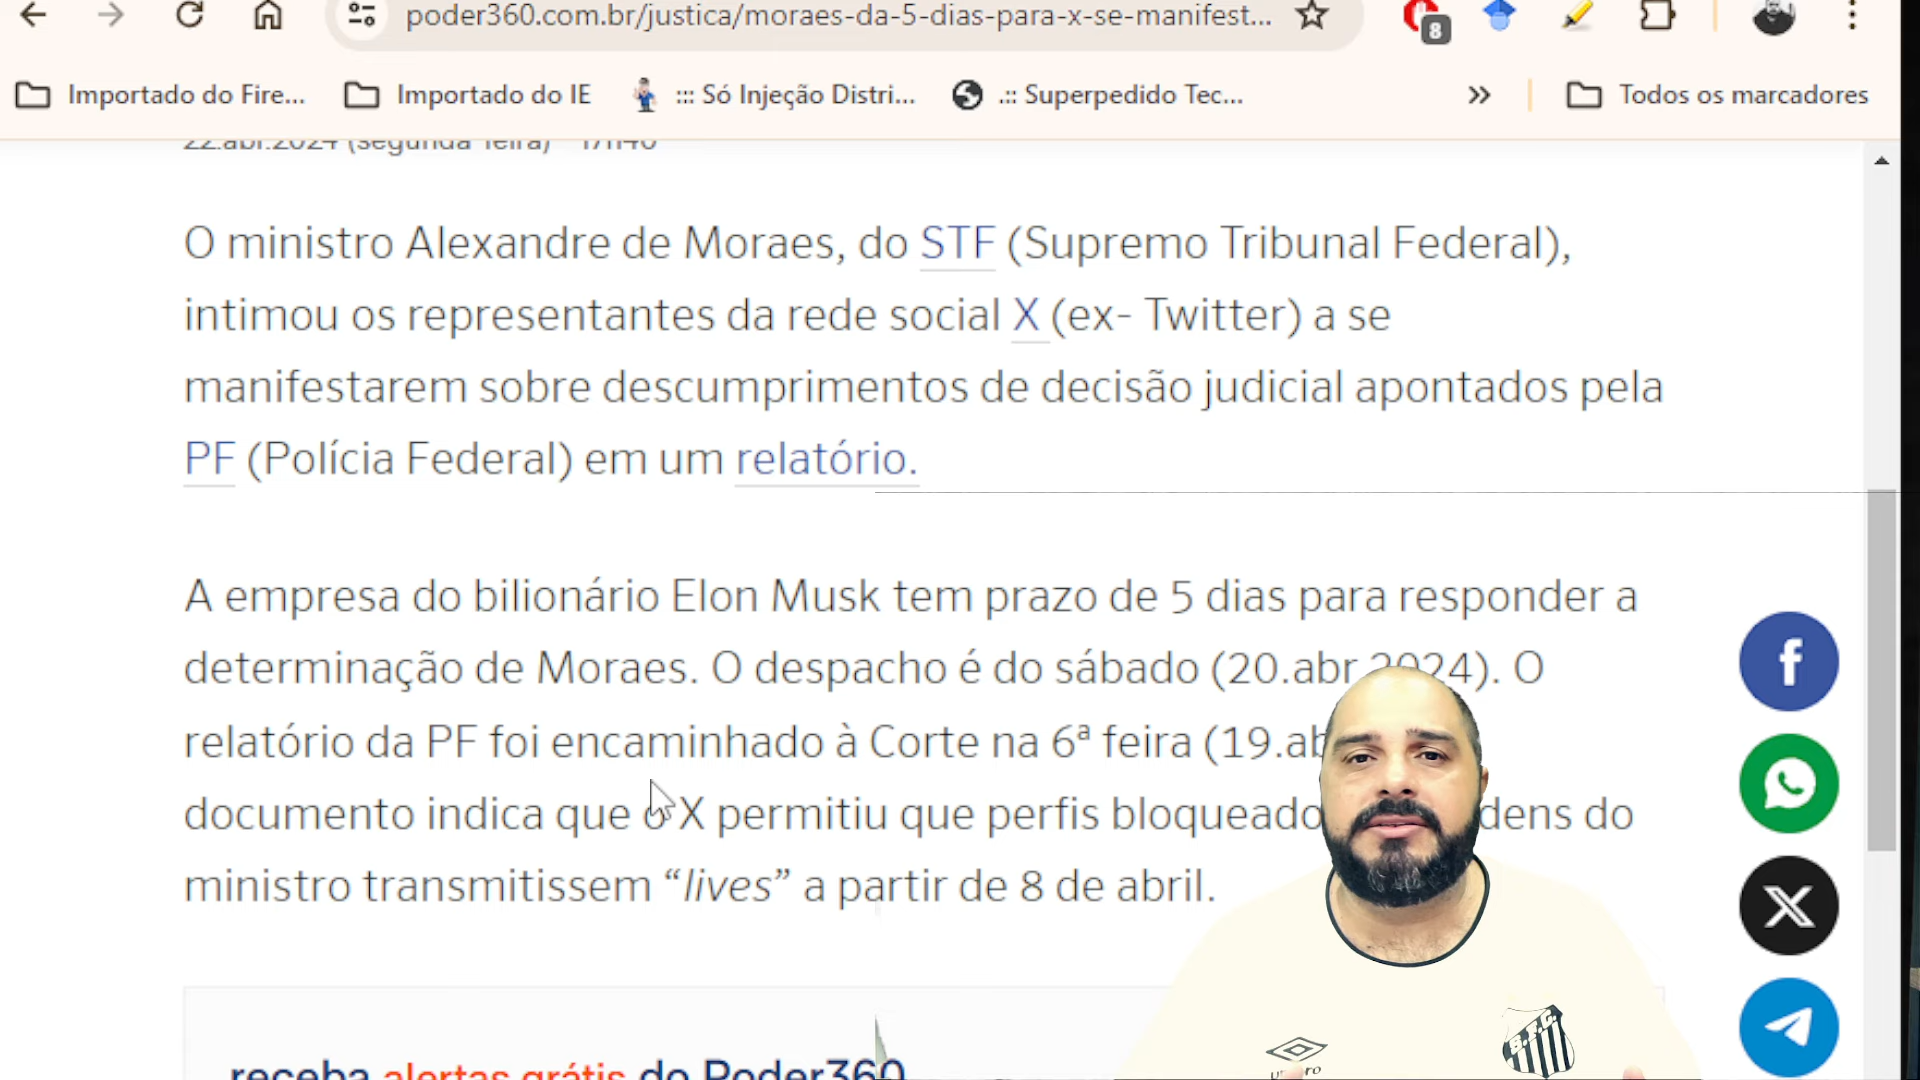 poder360.com.br/justica/moraes-da-5-dias-para-x-se-manifest...
8
Importado do Fire... Importado do IE ::: Só Injeção Distri... .:: Superpedido Tec... Todos os marcadores
22.abr.2024 (segunda-feira) - 17h40
O ministro Alexandre de Moraes, do STF (Supremo Tribunal Federal),
intimou os representantes da rede social X (ex- Twitter) a se
manifestarem sobre descumprimentos de decisão judicial apontados pela
PF (Polícia Federal) em um relatório.
A empresa do bilionário Elon Musk tem prazo de 5 dias para responder a
determinação de Moraes. O despacho é do sábado (20.abr.2024). O
relatório da PF foi encaminhado à Corte na 6ª feira (19.ab
documento indica que o X permitiu que perfis bloqueado dens do
ministro transmitissem “lives” a partir de 8 de abril.
receba alertas grátis do Poder360
S.F.C.